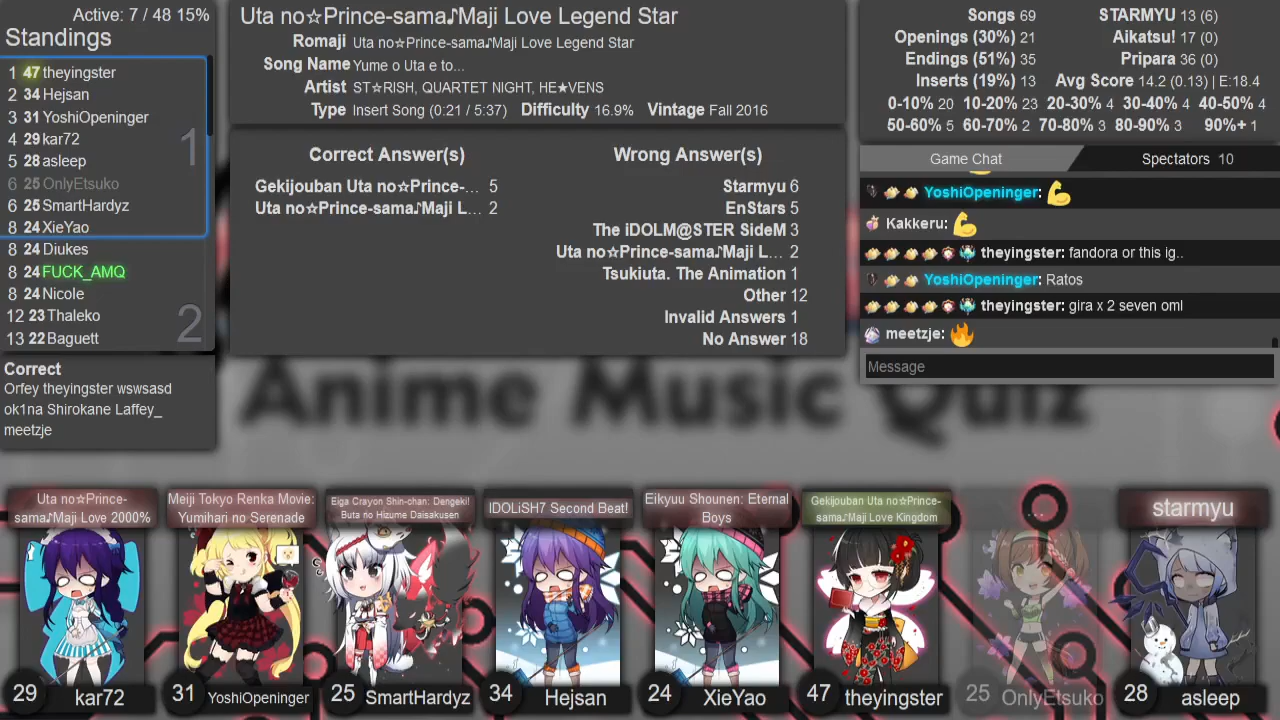 Active: 7 / 48 15%
Standings
1 47 theyingster
2 34 Hejsan
3 31 YoshiOpeninger
4 29 kar72
5 28 asleep
6 25 OnlyEtsuko
6 25 SmartHardyz
8 24 XieYao
1
8 24 Diukes
8 24 FUCK_AMQ
8 24 Nicole
12 23 Thaleko
13 22 Baguett
2
Correct
Orfey theyingster wswsasd
ok1na Shirokane Laffey_
meetzje
Uta no☆Prince-sama♪Maji Love Legend Star
Romaji Uta no☆Prince-sama♪Maji Love Legend Star
Song Name Yume o Uta e to...
Artist ST☆RISH, QUARTET NIGHT, HE★VENS
Type Insert Song (0:21 / 5:37) Difficulty 16.9% Vintage Fall 2016
Correct Answer(s)
Gekijouban Uta no☆Prince-... 5
Uta no☆Prince-sama♪Maji L... 2
Wrong Answer(s)
Starmyu 6
EnStars 5
The iDOLM@STER SideM 3
Uta no☆Prince-sama♪Maji L... 2
Tsukiuta. The Animation 1
Other 12
Invalid Answers 1
No Answer 18
Songs 69 STARMYU 13 (6)
Openings (30%) 21 Aikatsu! 17 (0)
Endings (51%) 35 Pripara 36 (0)
Inserts (19%) 13 Avg Score 14.2 (0.13) | E:18.4
0-10% 20 10-20% 23 20-30% 4 30-40% 4 40-50% 4
50-60% 5 60-70% 2 70-80% 3 80-90% 3 90%+ 1
Game Chat Spectators 10
YoshiOpeninger: 💪
Kakkeru: 💪
theyingster: fandora or this ig..
YoshiOpeninger: Ratos
theyingster: gira x 2 seven oml
meetzje: 🔥
Message
Anime Music Quiz
Uta no☆Prince-
sama♪Maji Love 2000%
Meiji Tokyo Renka Movie:
Yumihari no Serenade
Eiga Crayon Shin-chan: Dengeki!
Buta no Hizume Daisakusen
IDOLiSH7 Second Beat!
Eikyuu Shounen: Eternal
Boys
Gekijouban Uta no☆Prince-
sama♪Maji Love Kingdom
starmyu
29 kar72
31 YoshiOpeninger
25 SmartHardyz
34 Hejsan
24 XieYao
47 theyingster
25 OnlyEtsuko
28 asleep